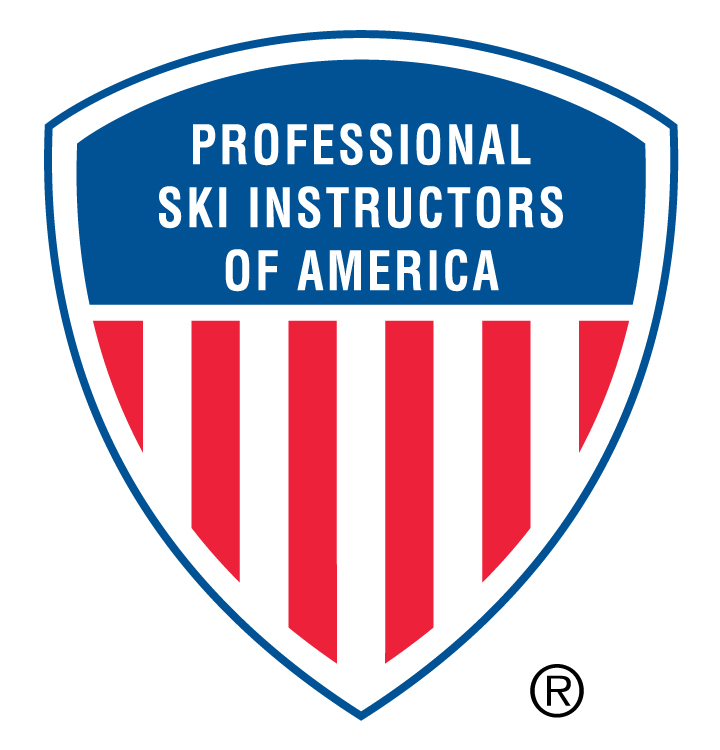 PROFESSIONAL
SKI INSTRUCTORS
OF AMERICA
®